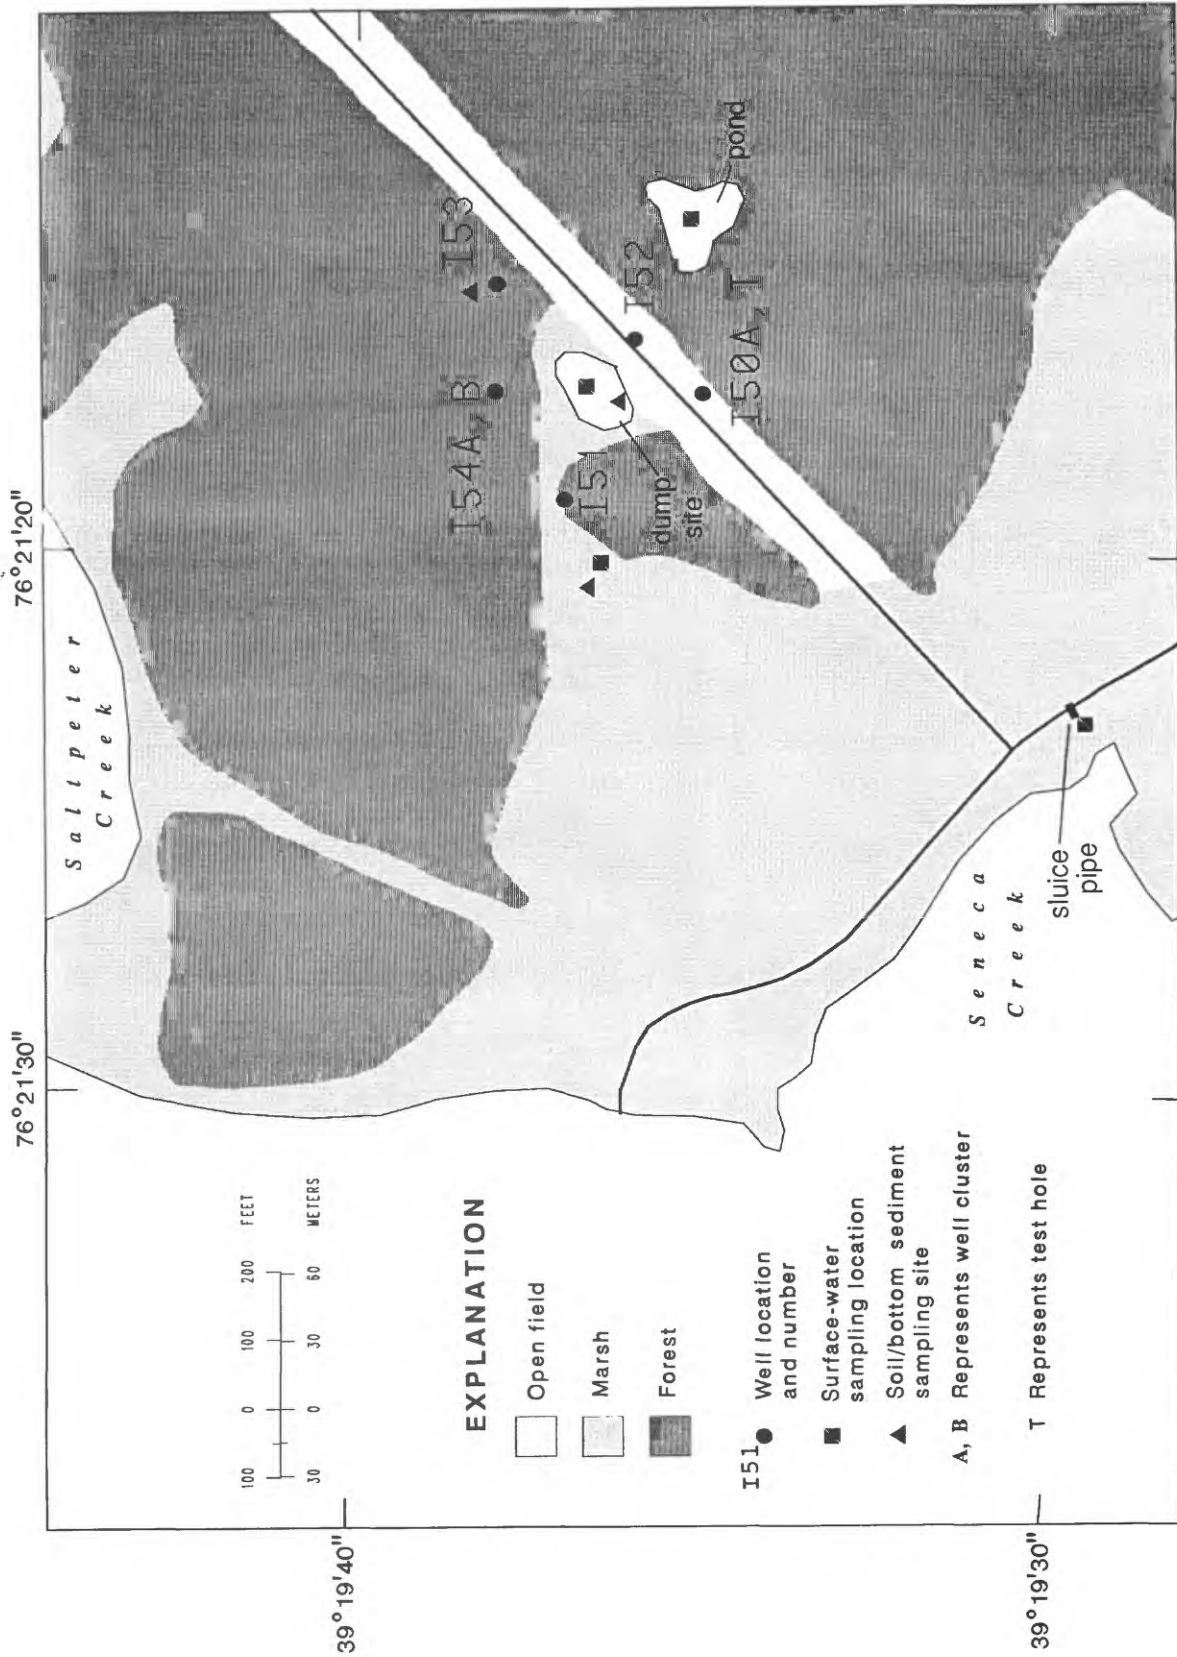 76°21'30"
76°21'20"
39°19'40"
39°19'30"
Saltpeter
Creek
I53
I54A, B
I51
I52
I50A, T
pond
dump
site
Seneca
Creek
sluice
pipe
100 0 100 200 FEET
30 0 30 60 METERS
EXPLANATION
Open field
Marsh
Forest
I51 Well location
and number
Surface-water
sampling location
Soil/bottom sediment
sampling site
A, B Represents well cluster
T Represents test hole